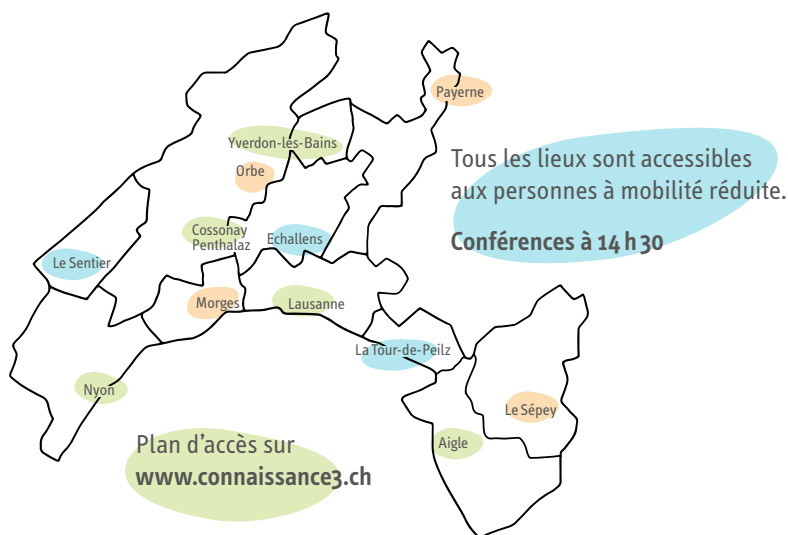 Payerne
Yverdon-les-Bains
Orbe
Tous les lieux sont accessibles
aux personnes à mobilité réduite.
Conférences à 14 h 30
Cossonay
Penthalaz
Echallens
Le Sentier
Morges
Lausanne
La Tour-de-Peilz
Nyon
Le Sépey
Aigle
Plan d’accès sur
www.connaissance3.ch